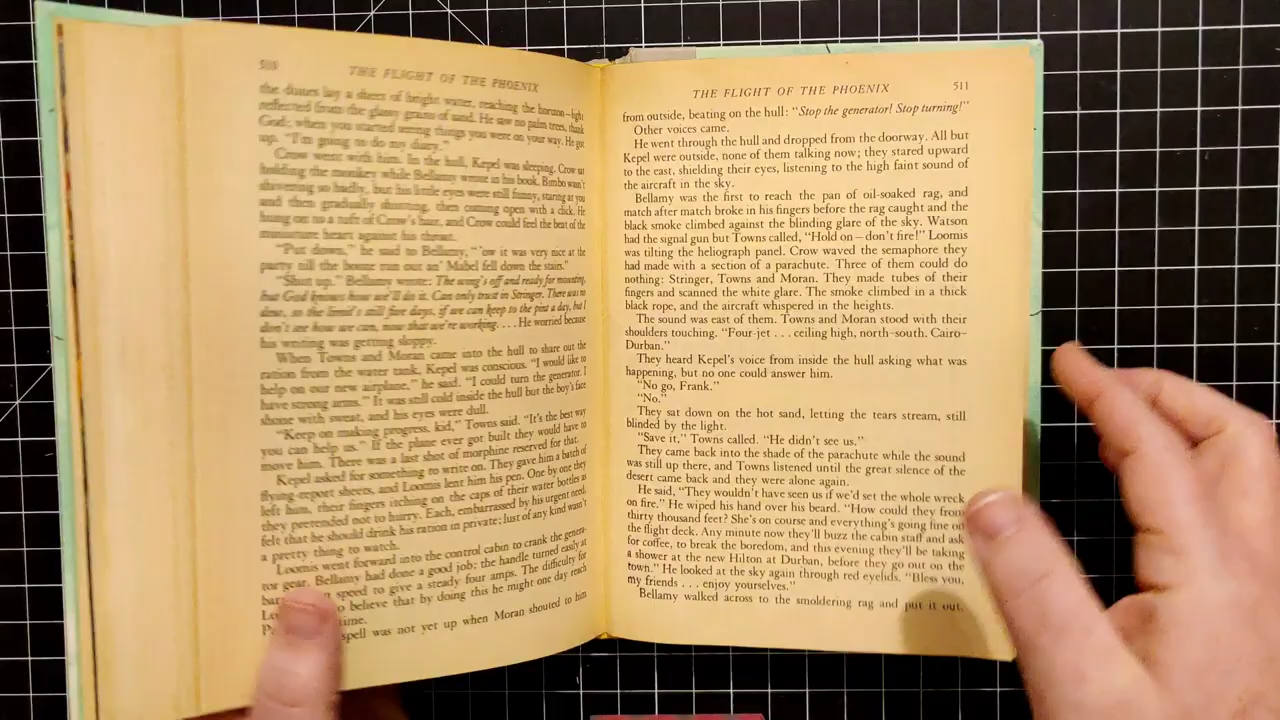 510
THE FLIGHT OF THE PHOENIX
the dunes lay a sheen of bright water, reaching the horizon—light
reflected from the glassy grains of sand. He saw no palm trees, thank
God; when you started seeing things you were on your way. He got
up. "I'm going to do my diary."
Crow went with him. In the hull, Kepel was sleeping. Crow sat
holding the monkey while Bellamy wrote in his book. Bimbo wasn't
shivering so badly, but his little eyes were still funny, staring at you
and then gradually shutting, then coming open with a click. He
hung on to a tuft of Crow's hair, and Crow could feel the beat of the
miniature heart against his throat.
"Put down," he said to Bellamy, "'ow it was very nice at the
party till the booze run out an' Mabel fell down the stairs."
"Shut up." Bellamy wrote: The wing's off and ready for mounting,
but God knows how we'll do it. Can only trust in Stringer. There was no
dew, so the limit's still five days, if we can keep to the pint a day, but I
don't see how we can, now that we're working. . . . He worried because
his writing was getting sloppy.
When Towns and Moran came into the hull to share out the
ration from the water tank, Kepel was conscious. "I would like to
help on our new airplane," he said. "I could turn the generator. I
have strong arms." It was still cold inside the hull but the boy's face
shone with sweat, and his eyes were dull.
"Keep on making progress, kid," Towns said. "It's the best way
you can help us." If the plane ever got built they would have to
move him. There was a last shot of morphine reserved for that.
Kepel asked for something to write on. They gave him a batch of
flying-report sheets, and Loomis lent him his pen. One by one they
left him, their fingers itching on the caps of their water bottles as
they pretended not to hurry. Each, embarrassed by his urgent need,
felt that he should drink his ration in private; lust of any kind wasn't
a pretty thing to watch.
Loomis went forward into the control cabin to crank the genera-
tor gear. Bellamy had done a good job; the handle turned easily at
speed to give a steady four amps. The difficulty for
to believe that by doing this he might one day reach
time.
spell was not yet up when Moran shouted to him
THE FLIGHT OF THE PHOENIX
511
from outside, beating on the hull: "Stop the generator! Stop turning!"
Other voices came.
He went through the hull and dropped from the doorway. All but
Kepel were outside, none of them talking now; they stared upward
to the east, shielding their eyes, listening to the high faint sound of
the aircraft in the sky.
Bellamy was the first to reach the pan of oil-soaked rag, and
match after match broke in his fingers before the rag caught and the
black smoke climbed against the blinding glare of the sky. Watson
had the signal gun but Towns called, "Hold on—don't fire!" Loomis
was tilting the heliograph panel. Crow waved the semaphore they
had made with a section of a parachute. Three of them could do
nothing: Stringer, Towns and Moran. They made tubes of their
fingers and scanned the white glare. The smoke climbed in a thick
black rope, and the aircraft whispered in the heights.
The sound was east of them. Towns and Moran stood with their
shoulders touching. "Four-jet . . . ceiling high, north-south. Cairo–
Durban."
They heard Kepel's voice from inside the hull asking what was
happening, but no one could answer him.
"No go, Frank."
"No."
They sat down on the hot sand, letting the tears stream, still
blinded by the light.
"Save it," Towns called. "He didn't see us."
They came back into the shade of the parachute while the sound
was still up there, and Towns listened until the great silence of the
desert came back and they were alone again.
He said, "They wouldn't have seen us if we'd set the whole wreck
on fire." He wiped his hand over his beard. "How could they from
thirty thousand feet? She's on course and everything's going fine on
the flight deck. Any minute now they'll buzz the cabin staff and ask
for coffee, to break the boredom, and this evening they'll be taking
a shower at the new Hilton at Durban, before they go out on the
town." He looked at the sky again through red eyelids. "Bless you,
my friends . . . enjoy yourselves."
Bellamy walked across to the smoldering rag and put it out.